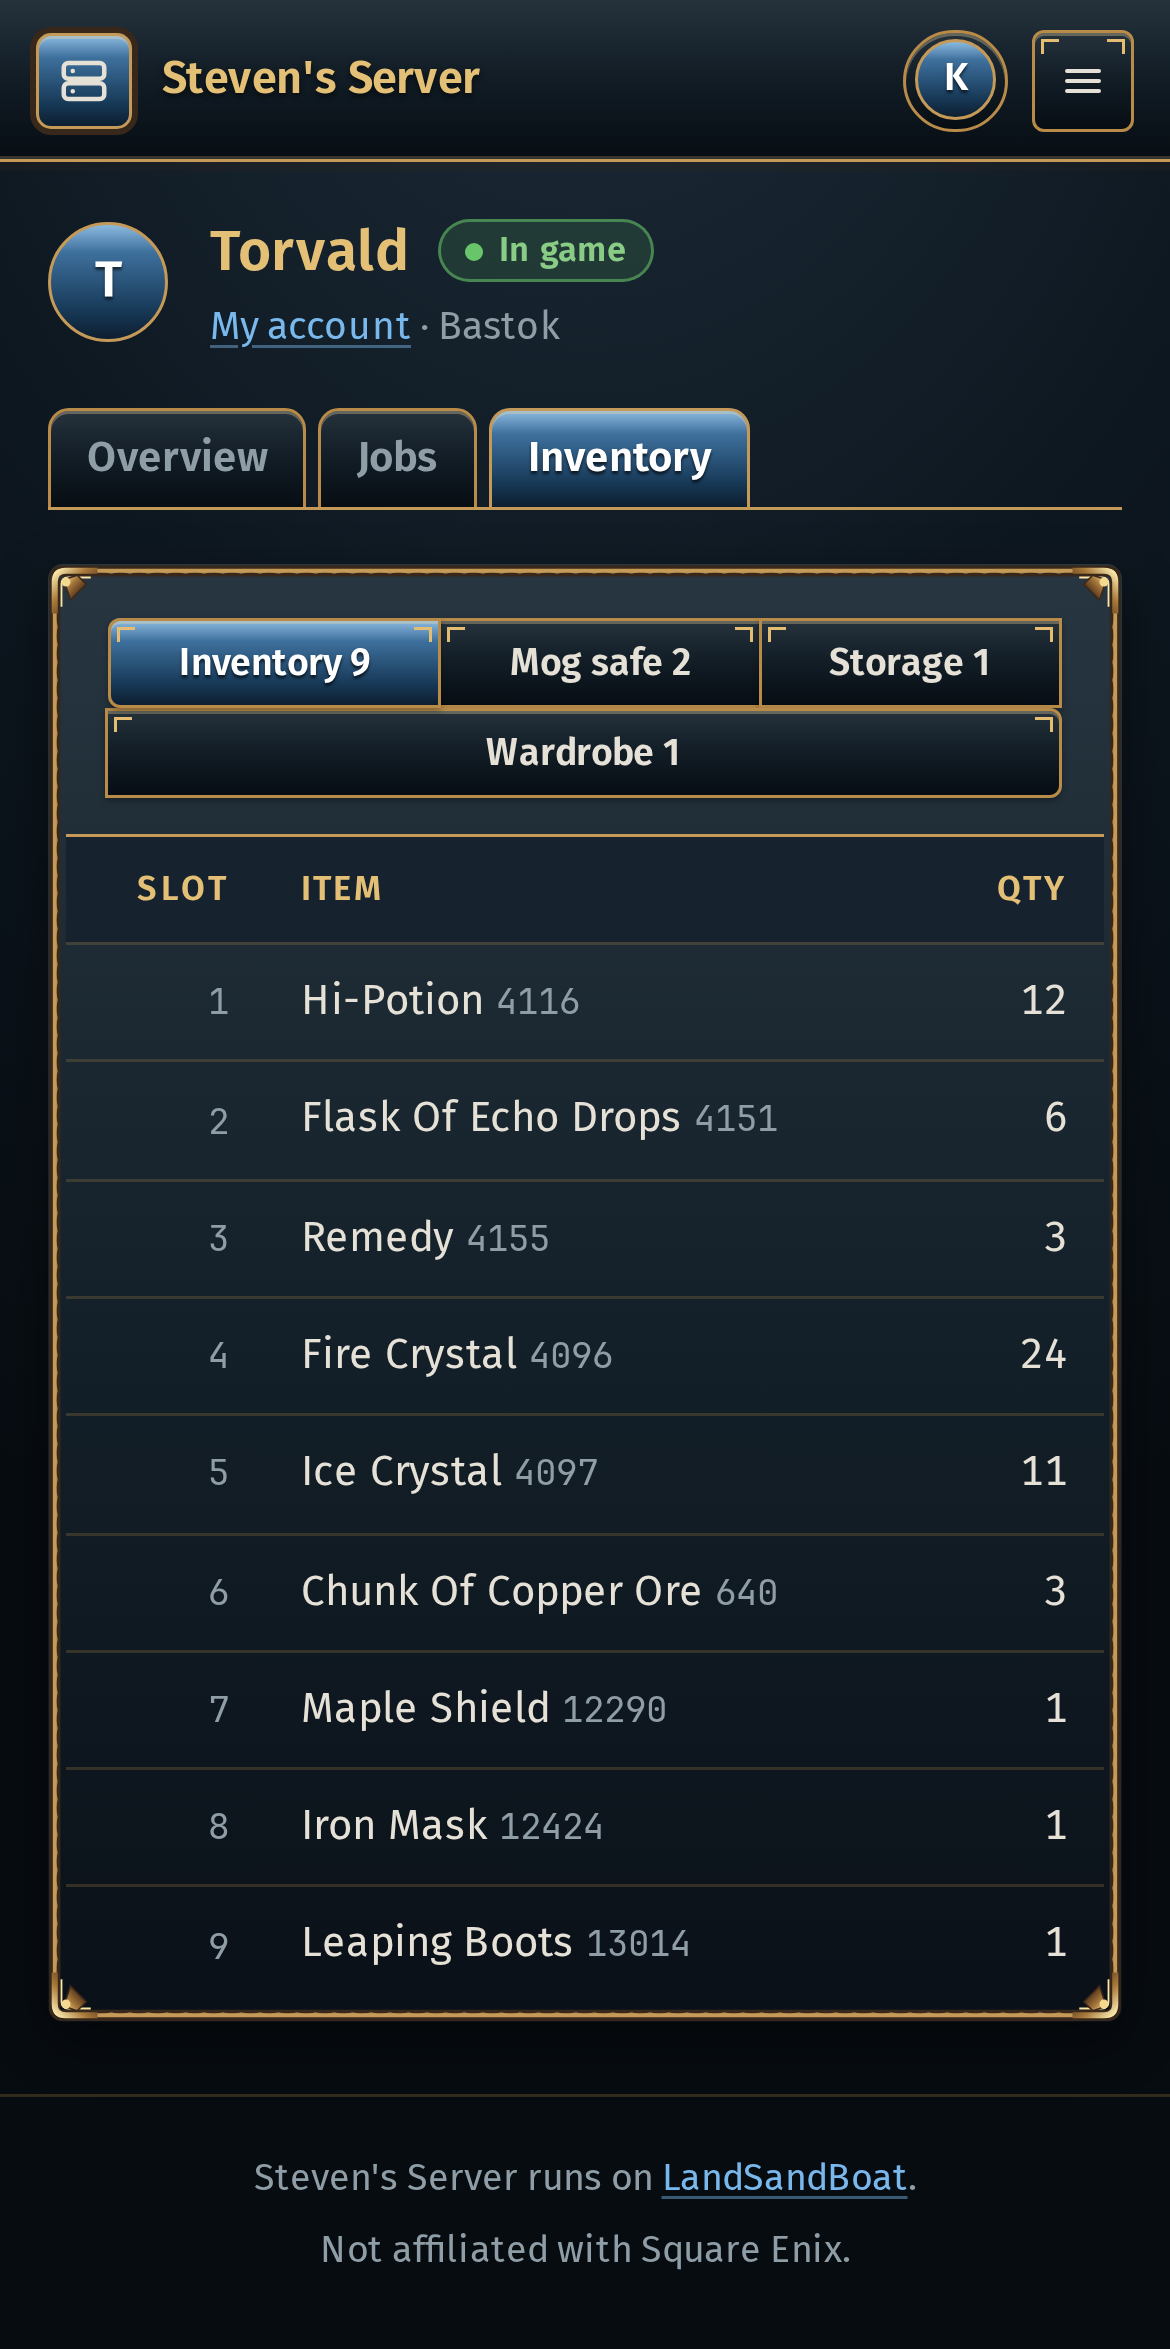 Steven's Server
K
T
Torvald
In game
My account · Bastok
Overview
Jobs
Inventory
Inventory 9
Mog safe 2
Storage 1
Wardrobe 1
SLOT ITEM QTY
1 Hi-Potion 4116 12
2 Flask Of Echo Drops 4151 6
3 Remedy 4155 3
4 Fire Crystal 4096 24
5 Ice Crystal 4097 11
6 Chunk Of Copper Ore 640 3
7 Maple Shield 12290 1
8 Iron Mask 12424 1
9 Leaping Boots 13014 1
Steven's Server runs on LandSandBoat.
Not affiliated with Square Enix.